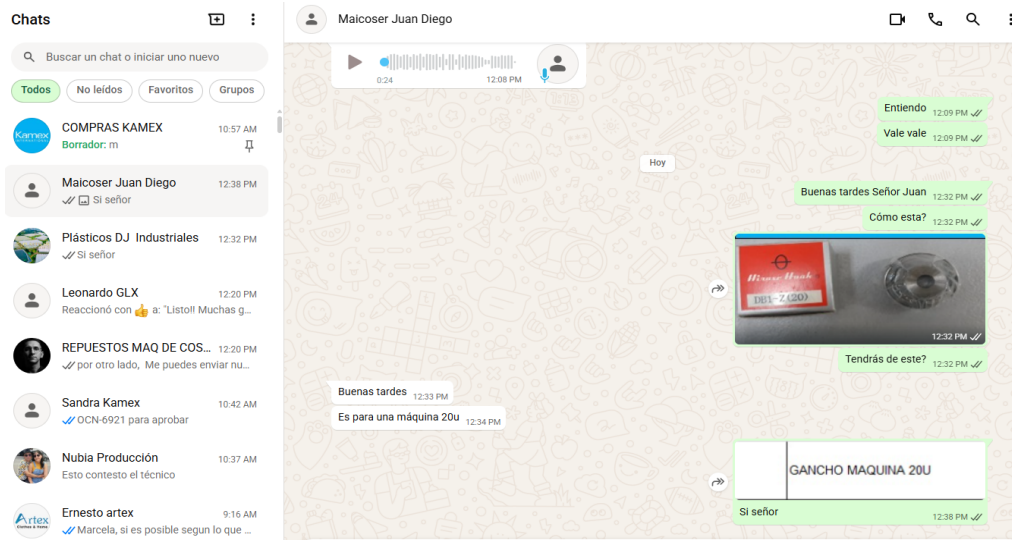 Chats
Buscar un chat o iniciar uno nuevo
Todos
No leídos
Favoritos
Grupos
Kamex
COMPRAS KAMEX
10:57 AM
Borrador: m
Maicoser Juan Diego
12:38 PM
Si señor
Plásticos DJ Industriales
12:32 PM
Si señor
Leonardo GLX
12:20 PM
Reaccionó con 👍 a: "Listo!! Muchas g...
REPUESTOS MAQ DE COS...
12:20 PM
por otro lado, Me puedes enviar nu...
Sandra Kamex
10:42 AM
OCN-6921 para aprobar
Nubia Producción
10:37 AM
Esto contesto el técnico
Artex
Ernesto artex
9:16 AM
Marcela, si es posible segun lo que ...
Maicoser Juan Diego
0:24
12:08 PM
Entiendo
12:09 PM
Vale vale
12:09 PM
Hoy
Buenas tardes Señor Juan
12:32 PM
Cómo esta?
12:32 PM
Hirose Hook
DB1-Z(20)
12:32 PM
Tendrás de este?
12:32 PM
Buenas tardes
12:33 PM
Es para una máquina 20u
12:34 PM
GANCHO MAQUINA 20U
Si señor
12:38 PM